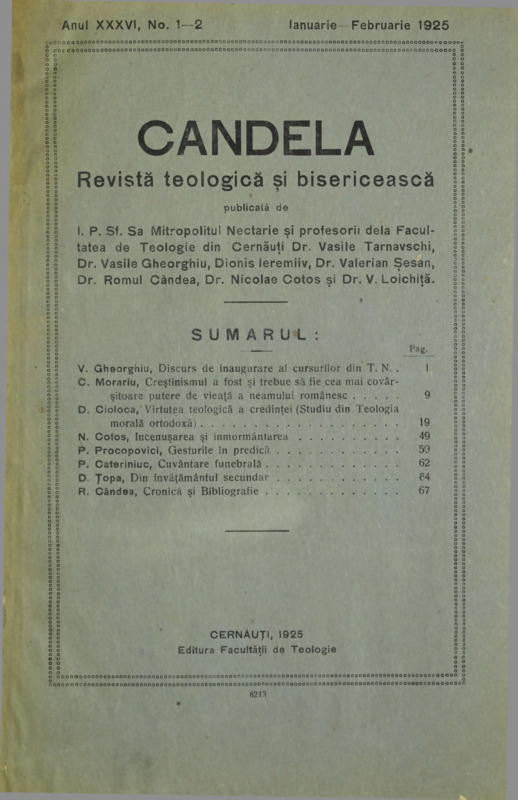 Anul XXXVI, No. 1—2 Ianuarie—Februarie 1925
CANDELA
Revistă teologică și bisericească
publicată de
I. P. Sf. Sa Mitropolitul Nectarie și profesorii dela Facul-
tatea de Teologie din Cernăuți Dr. Vasile Tarnavschi,
Dr. Vasile Gheorghiu, Dionis Ieremiiv, Dr. Valerian Șesan,
Dr. Romul Cândea, Dr. Nicolae Cotos și Dr. V. Loichiță.
SUMARUL:
Pag.
V. Gheorghiu, Discurs de inaugurare al cursurilor din T. N. . 1
C. Morariu, Creștinismul a fost și trebue să fie cea mai covâr-
șitoare putere de vieață a neamului românesc . . . . . 9
D. Cioloca, Virtutea teologică a credinței (Studiu din Teologia
morală ortodoxă) . . . . . . . . . . . . . . . 19
N. Cotos, Incenușarea și inmormântarea . . . . . . . . . . 49
P. Procopovici, Gesturile in predică . . . . . . . . . . . . 59
P. Cateriniuc, Cuvântare funebrală . . . . . . . . . . . . . 62
D. Țopa, Din învățământul secundar . . . . . . . . . . . . 64
R. Cândea, Cronică și Bibliografie . . . . . . . . . . . . . 67
CERNĂUȚI, 1925
Editura Facultății de Teologie
6213